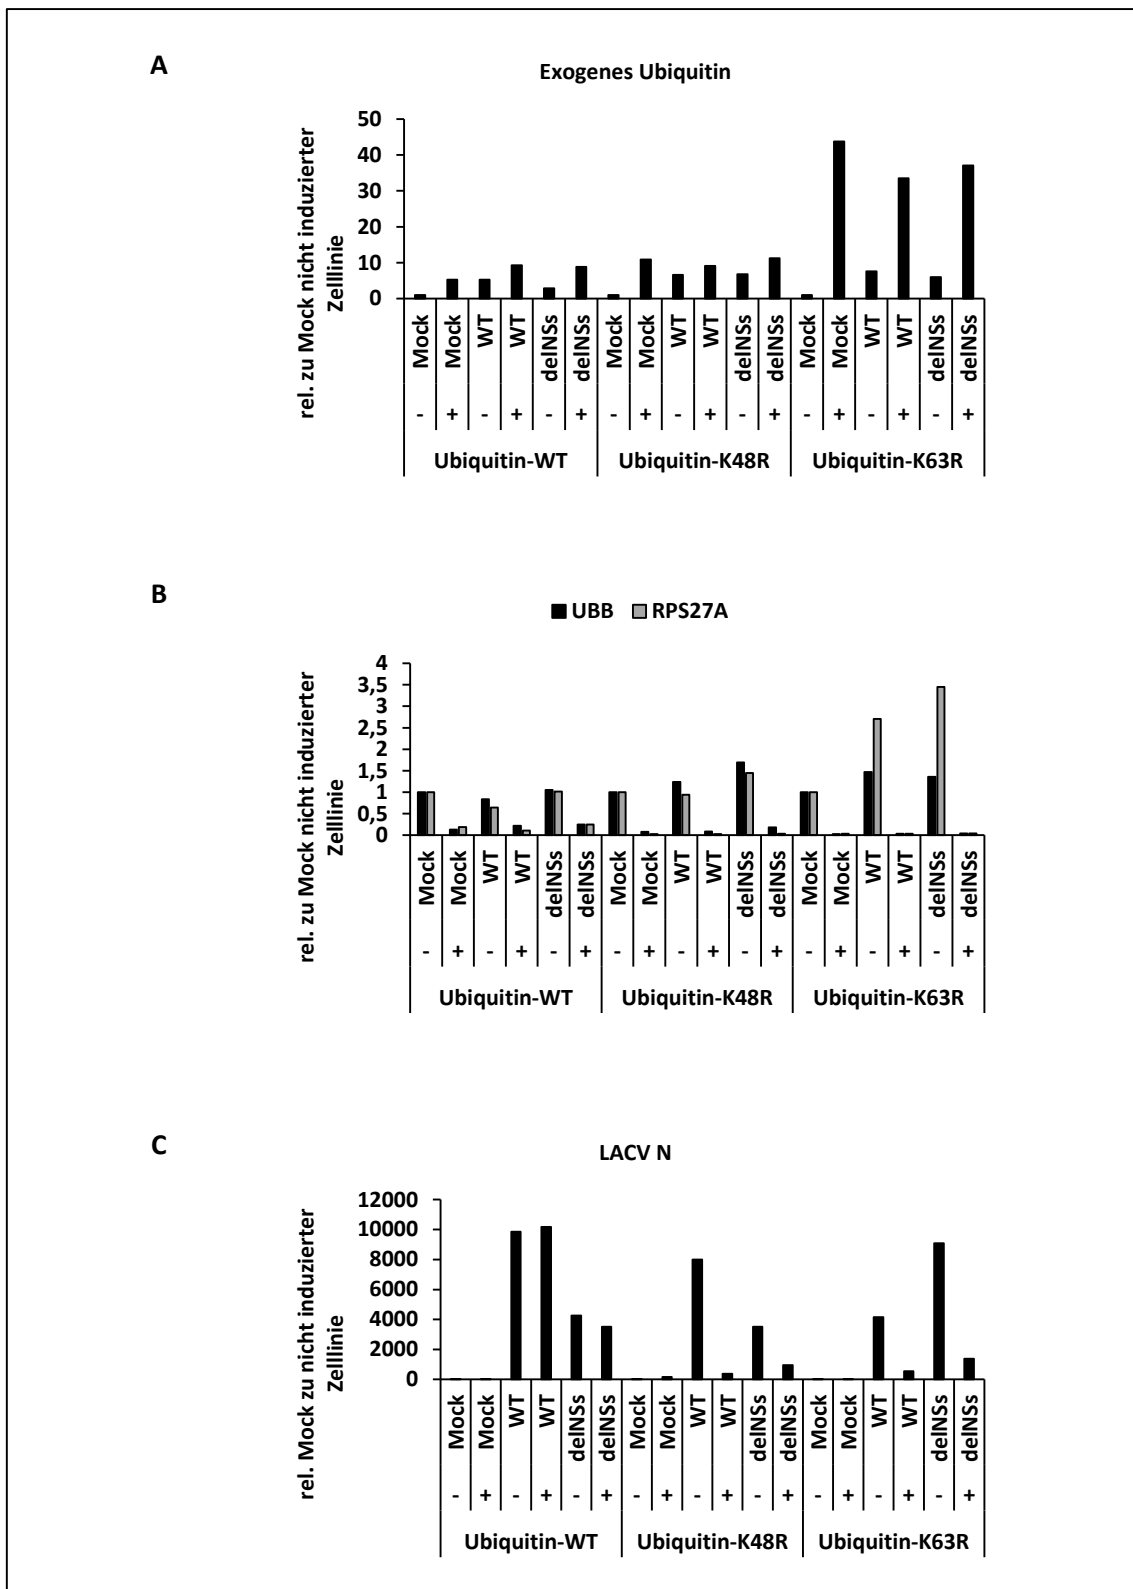 A
Exogenes Ubiquitin
rel. zu Mock nicht induzierter
Zelllinie
50
40
30
20
10
0
Mock Mock WT WT delNSs delNSs Mock Mock WT WT delNSs delNSs Mock Mock WT WT delNSs delNSs
- + - + - + - + - + - + - + - + - +
Ubiquitin-WT Ubiquitin-K48R Ubiquitin-K63R
B
UBB RPS27A
rel. zu Mock nicht induzierter
Zelllinie
4
3,5
3
2,5
2
1,5
1
0,5
0
Mock Mock WT WT delNSs delNSs Mock Mock WT WT delNSs delNSs Mock Mock WT WT delNSs delNSs
- + - + - + - + - + - + - + - + - +
Ubiquitin-WT Ubiquitin-K48R Ubiquitin-K63R
C
LACV N
rel. Mock zu nicht induzierter
Zelllinie
12000
10000
8000
6000
4000
2000
0
Mock Mock WT WT delNSs delNSs Mock Mock WT WT delNSs delNSs Mock Mock WT WT delNSs delNSs
- + - + - + - + - + - + - + - + - +
Ubiquitin-WT Ubiquitin-K48R Ubiquitin-K63R